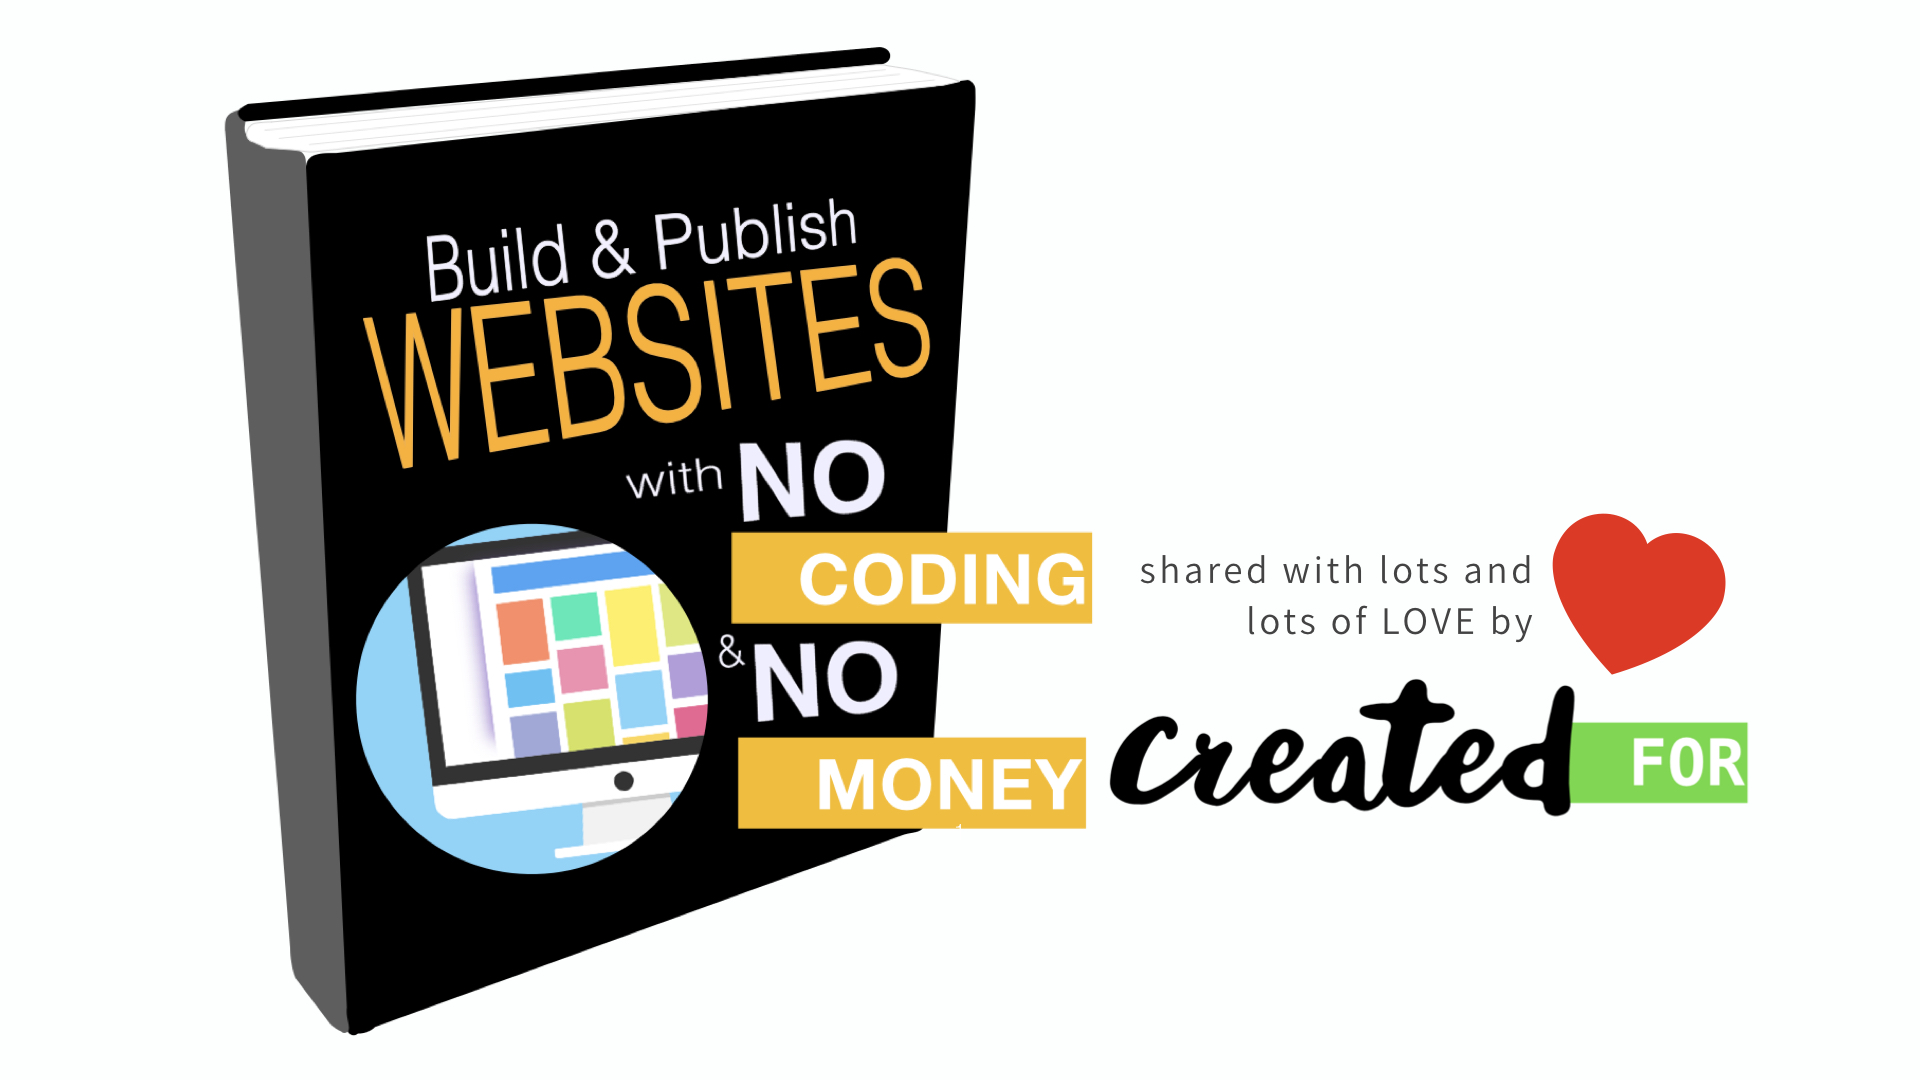 Build & Publish
WEBSITES
with NO
CODING
& NO
MONEY
shared with lots and
lots of LOVE by
created FOR